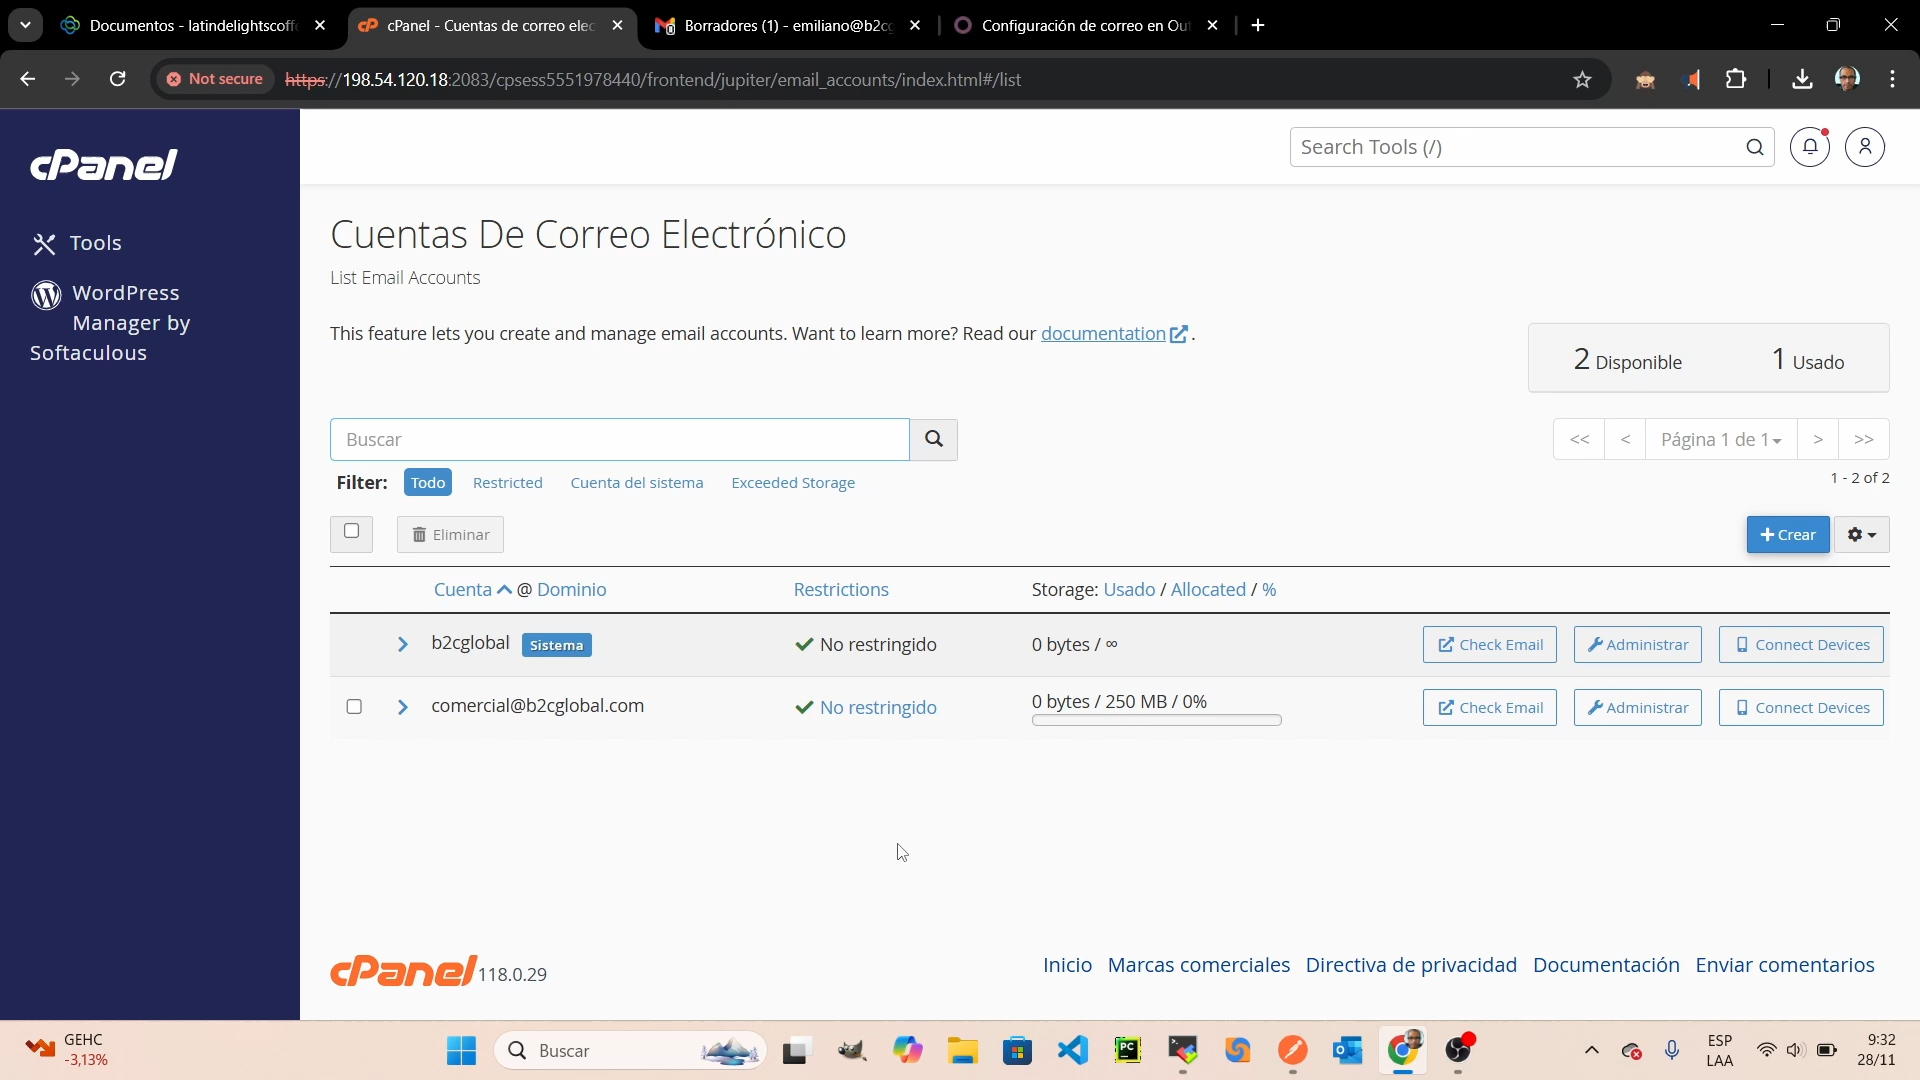 Documentos - latindelightscoff
cPanel - Cuentas de correo elec
Borradores (1) - emiliano@b2cg
Configuración de correo en Out
Not secure
https://198.54.120.18:2083/cpsess5551978440/frontend/jupiter/email_accounts/index.html#/list
cPanel
Tools
WordPress
Manager by
Softaculous
Search Tools (/)
Cuentas De Correo Electrónico
List Email Accounts
This feature lets you create and manage email accounts. Want to learn more? Read our documentation.
2 Disponible 1 Usado
Buscar
<< < Página 1 de 1 > >>
Filter: Todo Restricted Cuenta del sistema Exceeded Storage
1 - 2 of 2
Eliminar
+ Crear
Cuenta @ Dominio Restrictions Storage: Usado / Allocated / %
b2cglobal Sistema No restringido 0 bytes / ∞ Check Email Administrar Connect Devices
comercial@b2cglobal.com No restringido 0 bytes / 250 MB / 0% Check Email Administrar Connect Devices
cPanel 118.0.29
Inicio Marcas comerciales Directiva de privacidad Documentación Enviar comentarios
GEHC
-3,13%
Buscar
PC
ESP
LAA
9:32
28/11